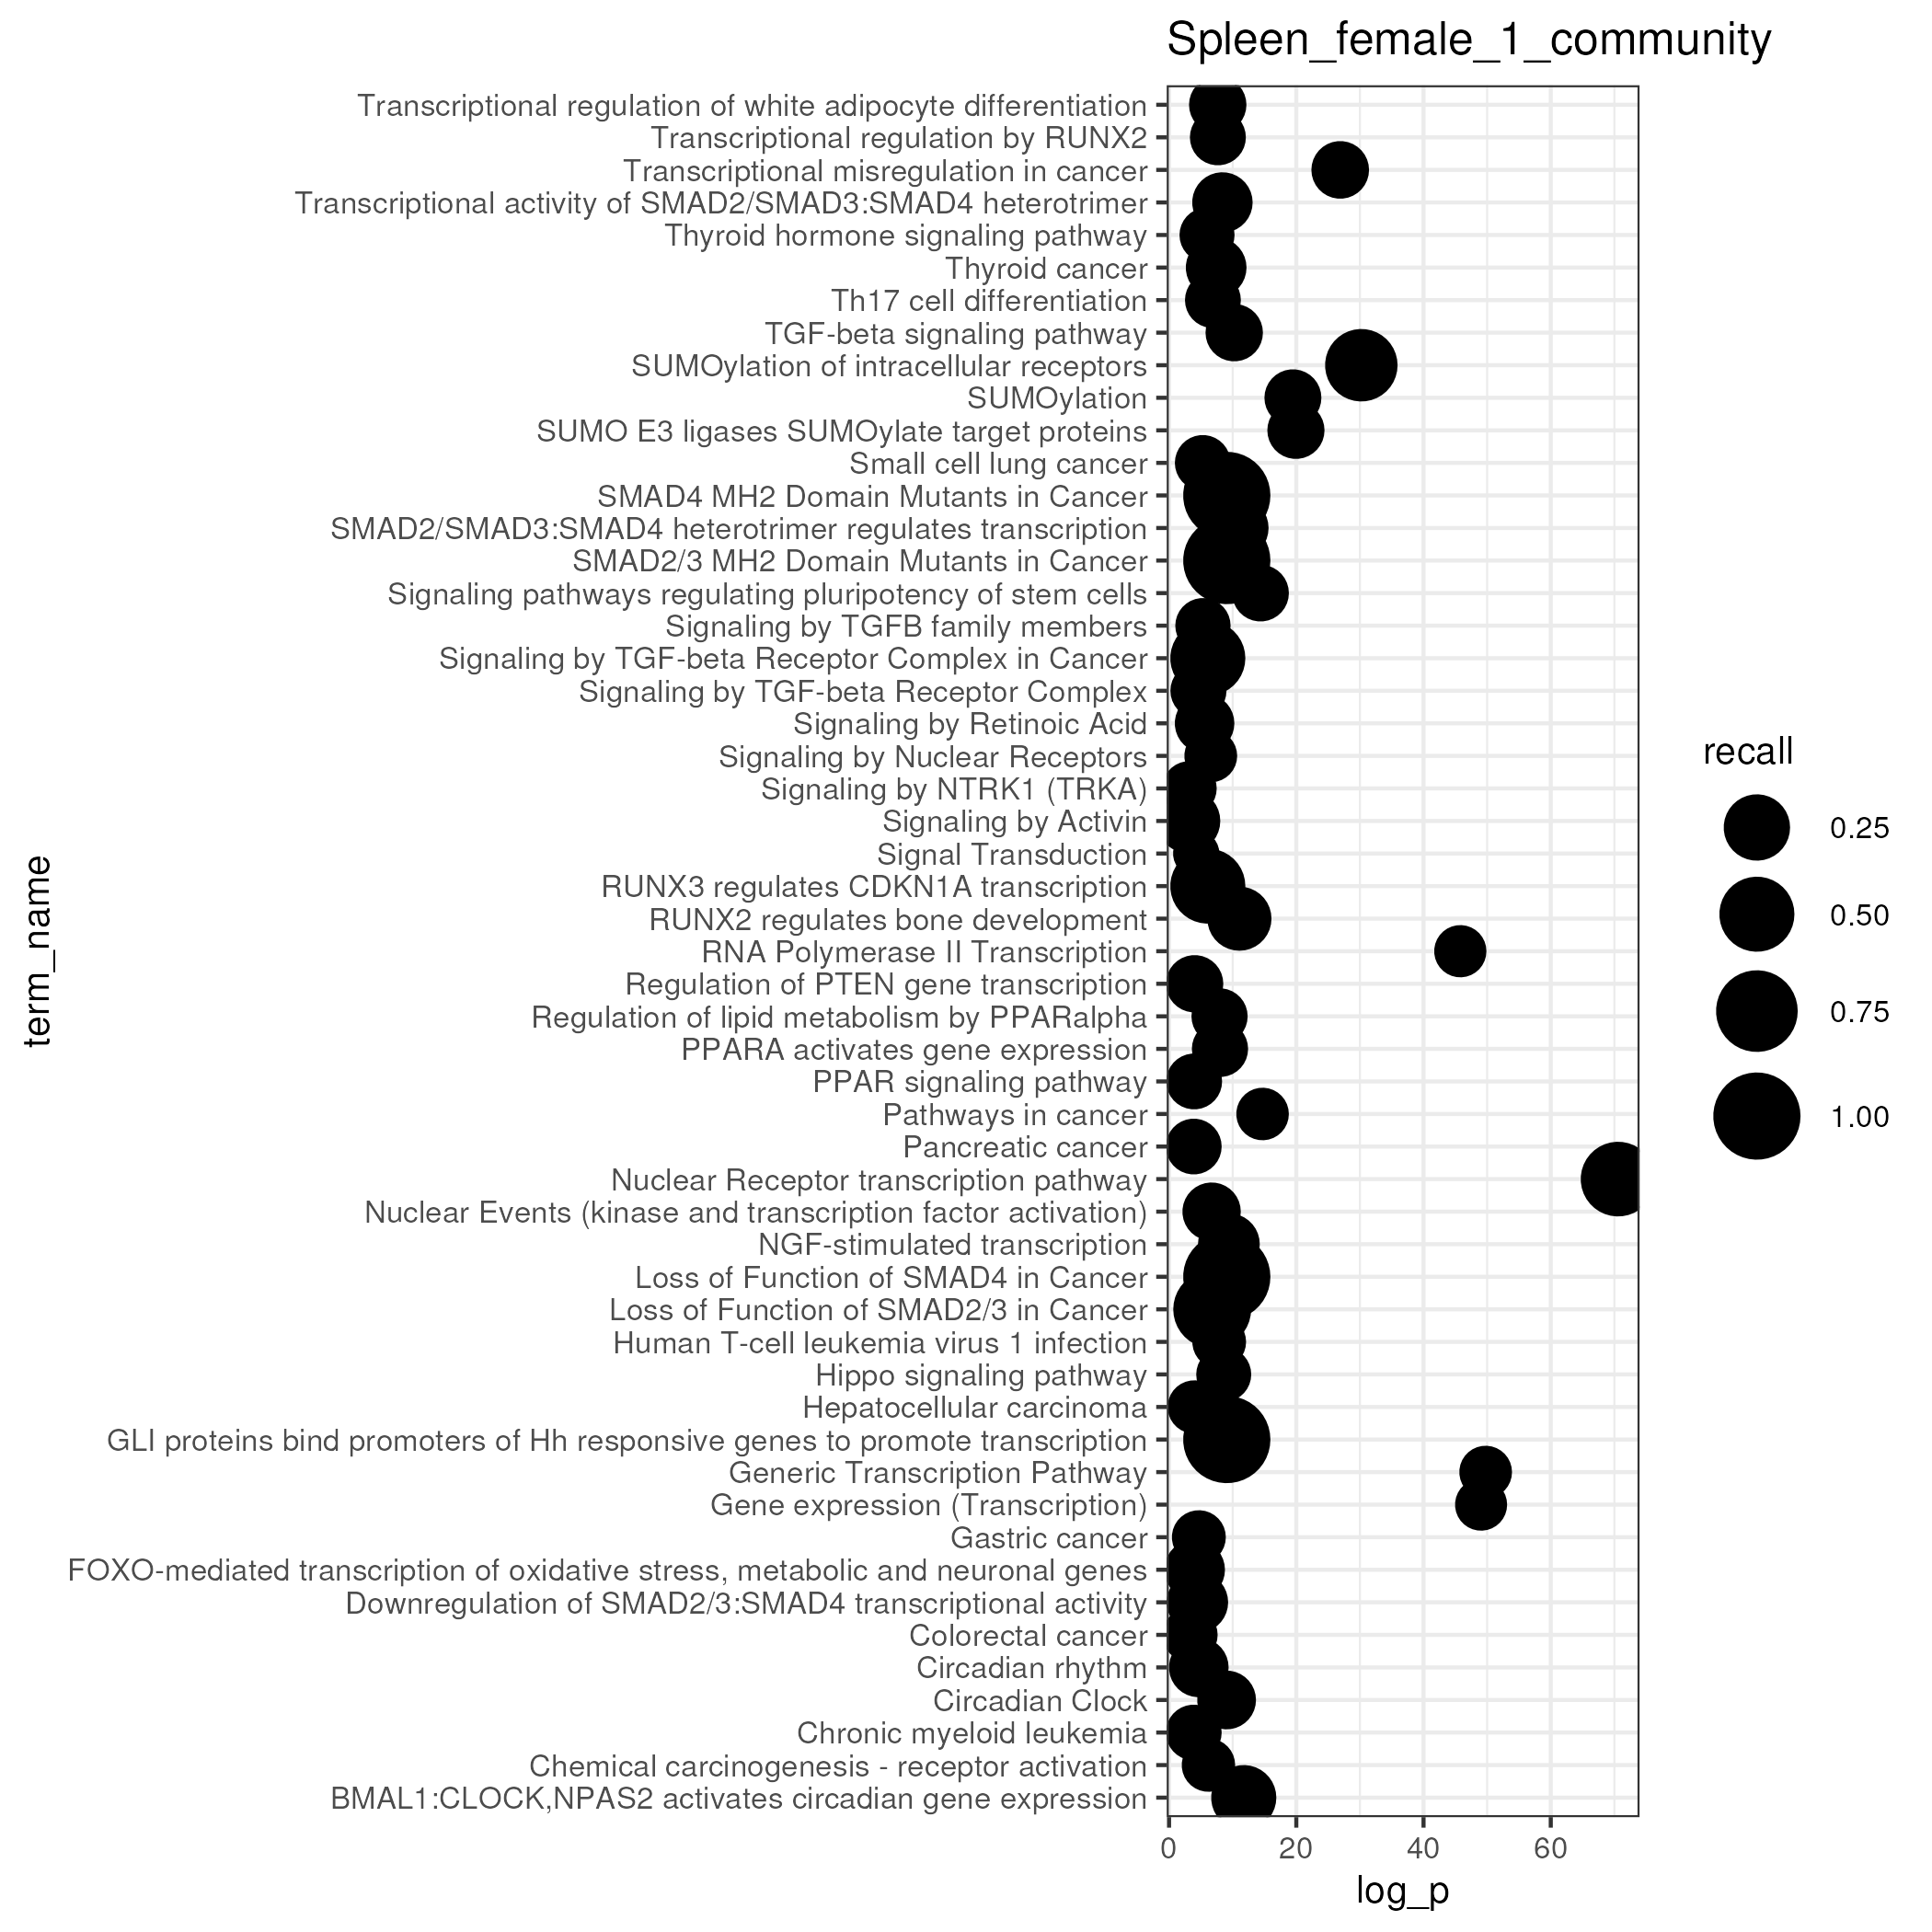 Spleen_female_1_community
Transcriptional regulation of white adipocyte differentiation
Transcriptional regulation by RUNX2
Transcriptional misregulation in cancer
Transcriptional activity of SMAD2/SMAD3:SMAD4 heterotrimer
Thyroid hormone signaling pathway
Thyroid cancer
Th17 cell differentiation
TGF-beta signaling pathway
SUMOylation of intracellular receptors
SUMOylation
SUMO E3 ligases SUMOylate target proteins
Small cell lung cancer
SMAD4 MH2 Domain Mutants in Cancer
SMAD2/SMAD3:SMAD4 heterotrimer regulates transcription
SMAD2/3 MH2 Domain Mutants in Cancer
Signaling pathways regulating pluripotency of stem cells
Signaling by TGFB family members
Signaling by TGF-beta Receptor Complex in Cancer
Signaling by TGF-beta Receptor Complex
Signaling by Retinoic Acid
Signaling by Nuclear Receptors
Signaling by NTRK1 (TRKA)
Signaling by Activin
Signal Transduction
RUNX3 regulates CDKN1A transcription
RUNX2 regulates bone development
RNA Polymerase II Transcription
Regulation of PTEN gene transcription
Regulation of lipid metabolism by PPARalpha
PPARA activates gene expression
PPAR signaling pathway
Pathways in cancer
Pancreatic cancer
Nuclear Receptor transcription pathway
Nuclear Events (kinase and transcription factor activation)
NGF-stimulated transcription
Loss of Function of SMAD4 in Cancer
Loss of Function of SMAD2/3 in Cancer
Human T-cell leukemia virus 1 infection
Hippo signaling pathway
Hepatocellular carcinoma
GLI proteins bind promoters of Hh responsive genes to promote transcription
Generic Transcription Pathway
Gene expression (Transcription)
Gastric cancer
FOXO-mediated transcription of oxidative stress, metabolic and neuronal genes
Downregulation of SMAD2/3:SMAD4 transcriptional activity
Colorectal cancer
Circadian rhythm
Circadian Clock
Chronic myeloid leukemia
Chemical carcinogenesis - receptor activation
BMAL1:CLOCK,NPAS2 activates circadian gene expression
0 20 40 60
log_p
term_name
recall
0.25
0.50
0.75
1.00